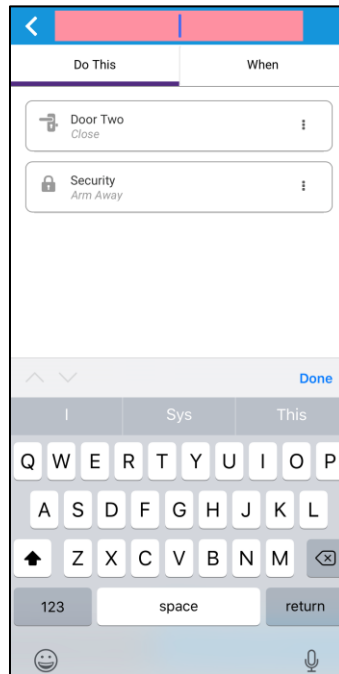 Do This When
Door Two
Close
Security
Arm Away
Done
I Sys This
Q W E R T Y U I O P
A S D F G H J K L
Z X C V B N M
123 space return